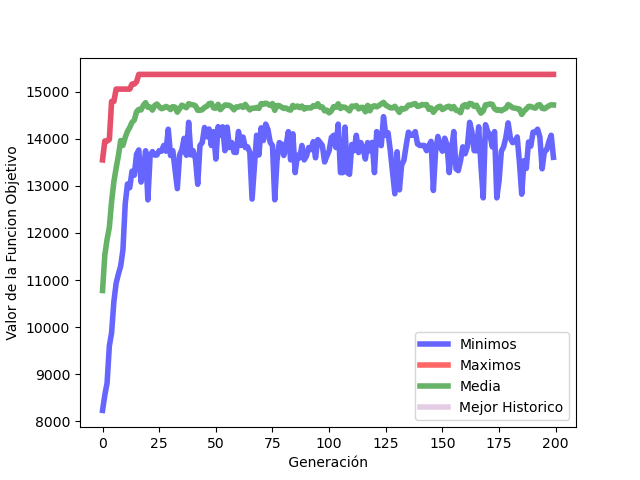 15000
14000
13000
12000
11000
10000
9000
8000
Valor de la Funcion Objetivo
0 25 50 75 100 125 150 175 200
Generación
Minimos
Maximos
Media
Mejor Historico